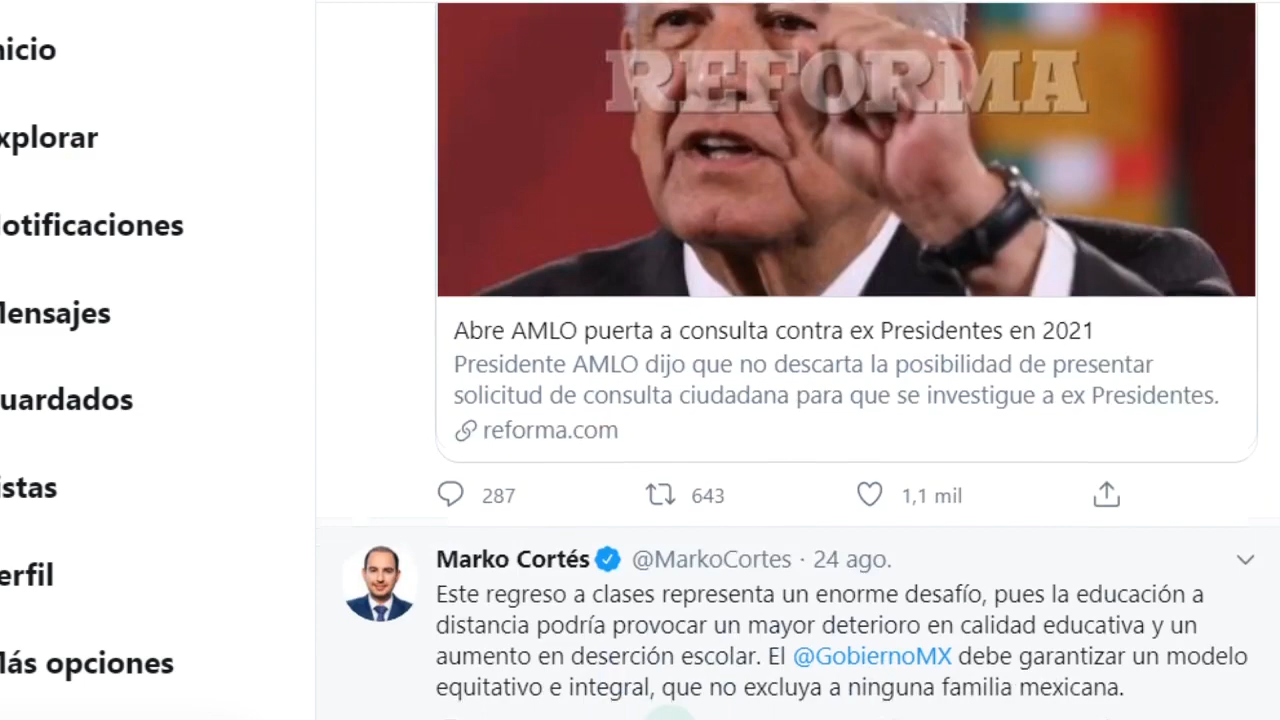 nicio
xplorar
otificaciones
Mensajes
uardados
istas
erfil
Más opciones
REFORMA
Abre AMLO puerta a consulta contra ex Presidentes en 2021
Presidente AMLO dijo que no descarta la posibilidad de presentar
solicitud de consulta ciudadana para que se investigue a ex Presidentes.
reforma.com
287 643 1,1 mil
Marko Cortés @MarkoCortes · 24 ago.
Este regreso a clases representa un enorme desafío, pues la educación a
distancia podría provocar un mayor deterioro en calidad educativa y un
aumento en deserción escolar. El @GobiernoMX debe garantizar un modelo
equitativo e integral, que no excluya a ninguna familia mexicana.